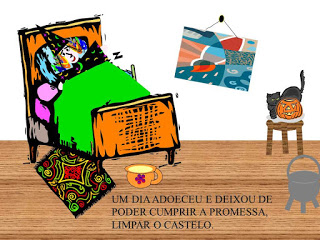 Z
UM DIA ADOECEU E DEIXOU DE
PODER CUMPRIR A PROMESSA,
LIMPAR O CASTELO.